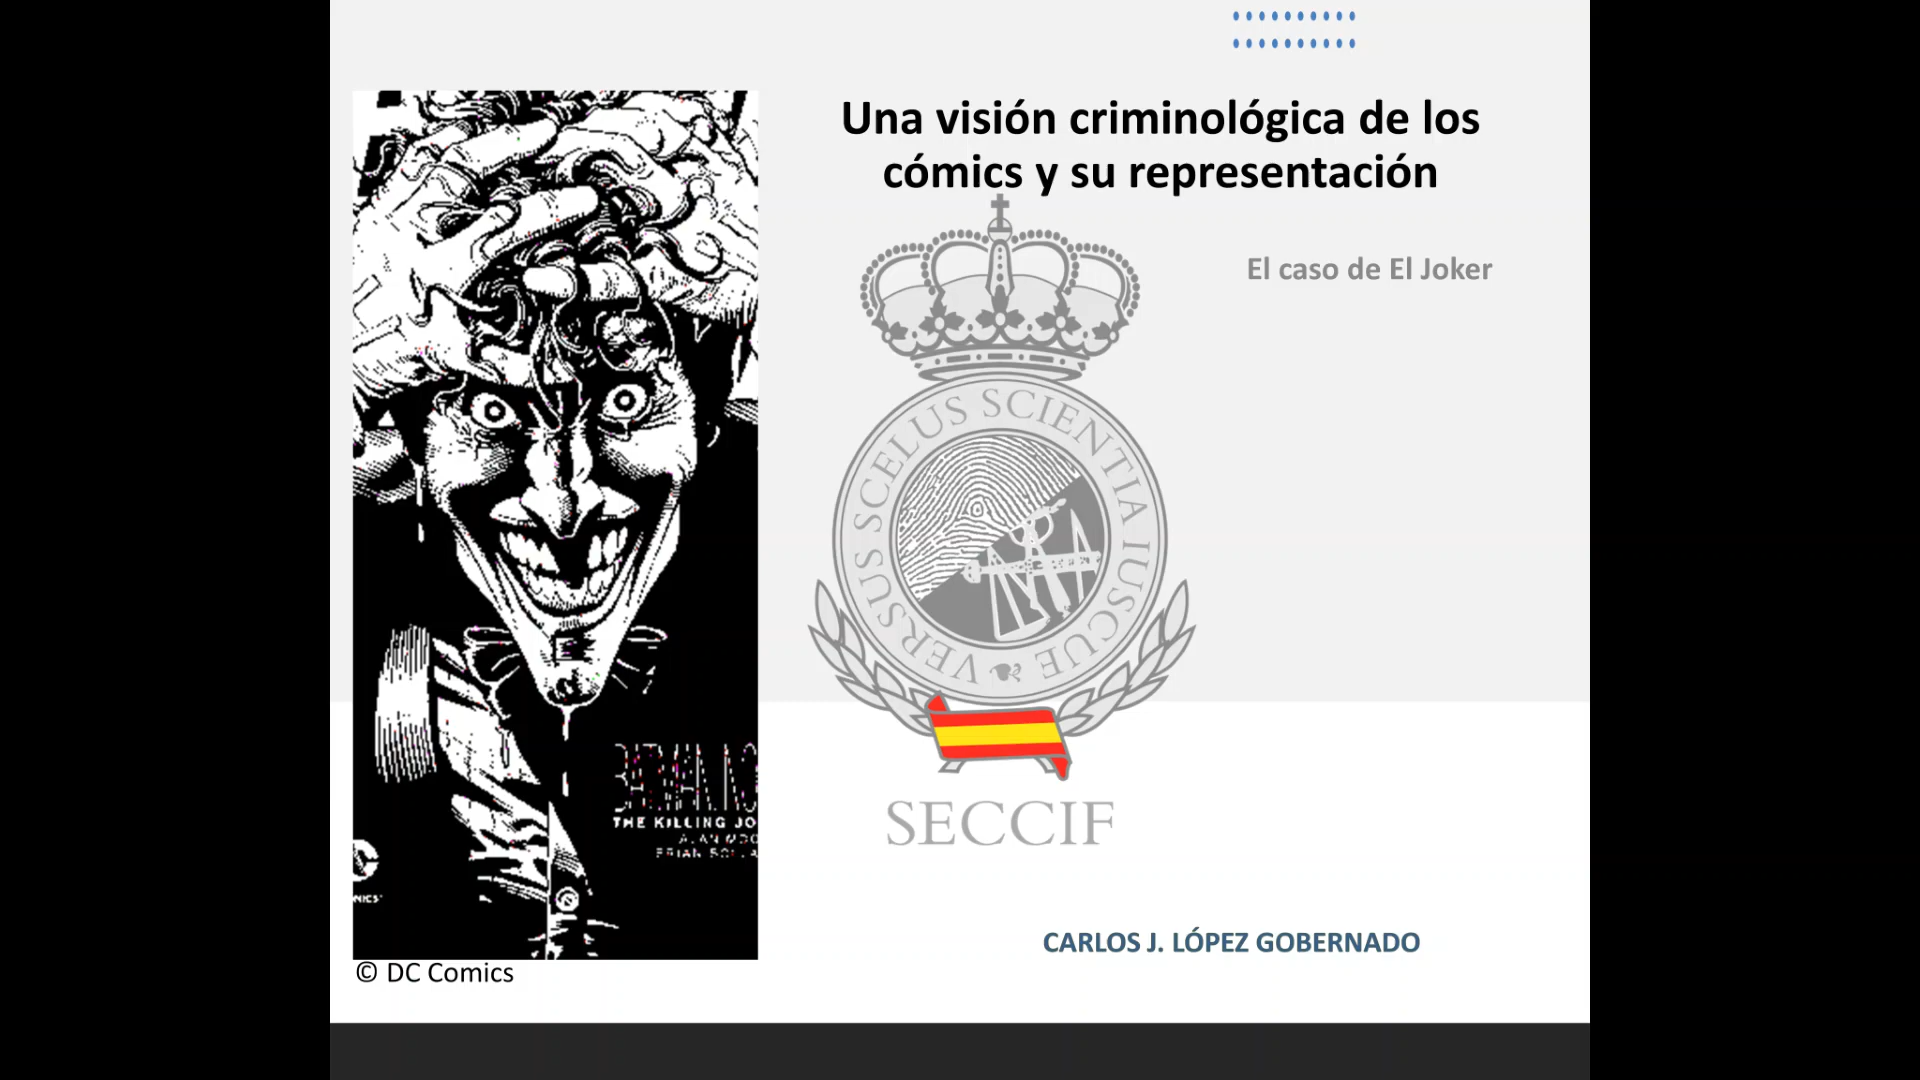 Una visión criminológica de los
cómics y su representación
El caso de El Joker
VERSUS SCELUS SCIENTIA IUSCUE
SECCIF
THE KILLING JO
CARLOS J. LÓPEZ GOBERNADO
© DC Comics